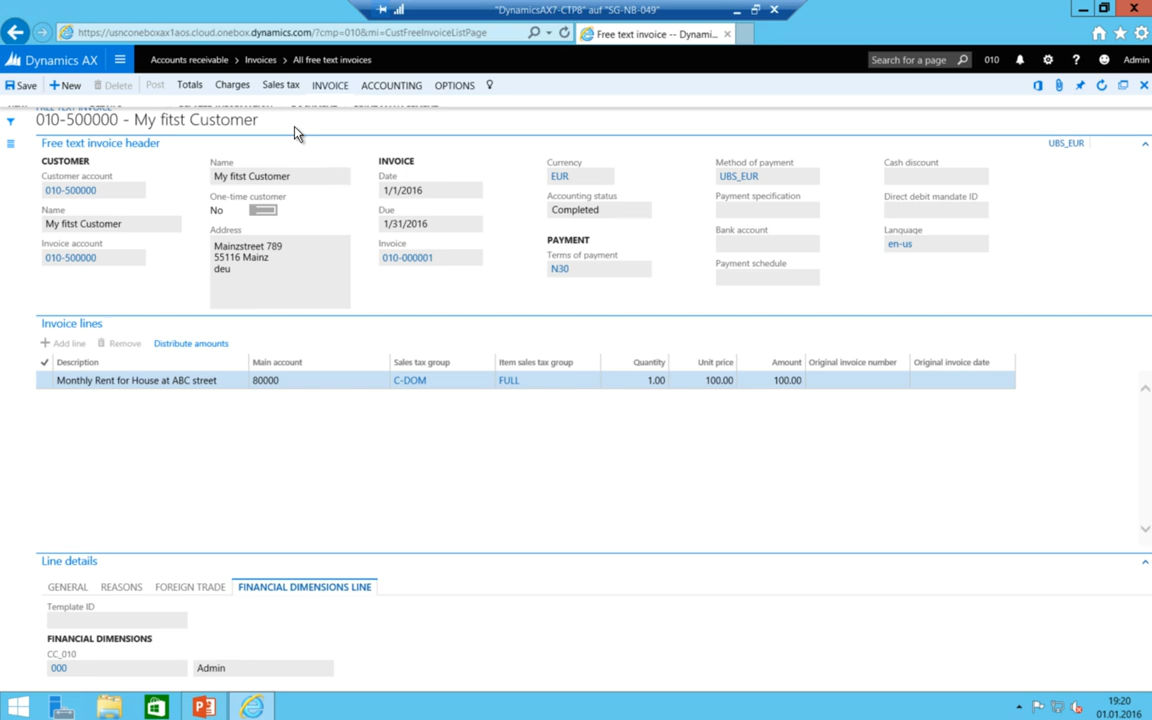 "DynamicsAX7-CTP8" auf "SG-NB-049"
https://usnconeboxax1aos.cloud.onebox.dynamics.com/?cmp=010&mi=CustFreeInvoiceListPage
Free text invoice -- Dynami...
Dynamics AX
Accounts receivable > Invoices > All free text invoices
Search for a page
010
Admin
Save
New
Delete
Post
Totals
Charges
Sales tax
INVOICE
ACCOUNTING
OPTIONS
010-500000 - My fitst Customer
Free text invoice header
UBS_EUR
CUSTOMER
Customer account
010-500000
Name
My fitst Customer
Invoice account
010-500000
Name
My fitst Customer
One-time customer
No
Address
Mainzstreet 789
55116 Mainz
deu
INVOICE
Date
1/1/2016
Due
1/31/2016
Invoice
010-000001
Currency
EUR
Accounting status
Completed
PAYMENT
Terms of payment
N30
Method of payment
UBS_EUR
Payment specification
Bank account
Payment schedule
Cash discount
Direct debit mandate ID
Language
en-us
Invoice lines
Add line
Remove
Distribute amounts
Description Main account Sales tax group Item sales tax group Quantity Unit price Amount Original invoice number Original invoice date
Monthly Rent for House at ABC street 80000 C-DOM FULL 1.00 100.00 100.00
Line details
GENERAL REASONS FOREIGN TRADE FINANCIAL DIMENSIONS LINE
Template ID
FINANCIAL DIMENSIONS
CC_010
000 Admin
19:20
01.01.2016